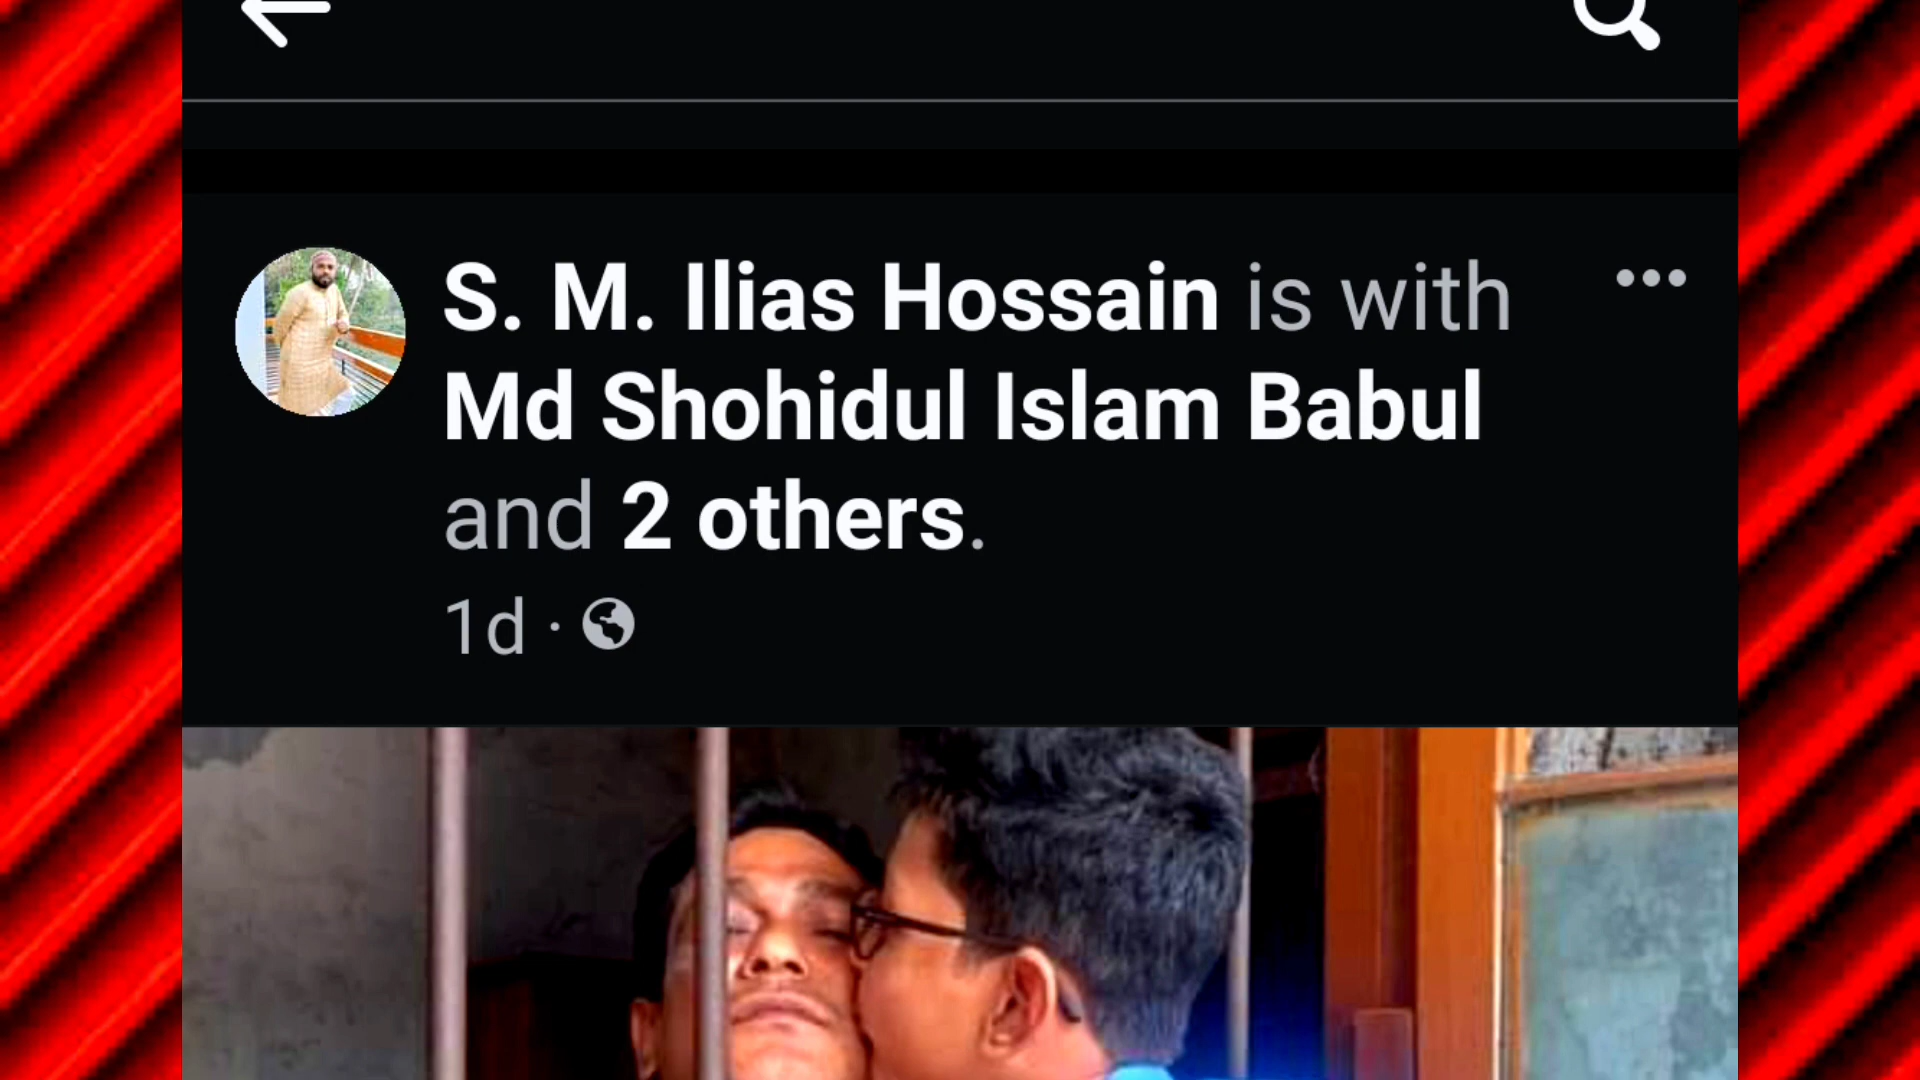 S. M. Ilias Hossain is with
Md Shohidul Islam Babul
and 2 others.
1d ·